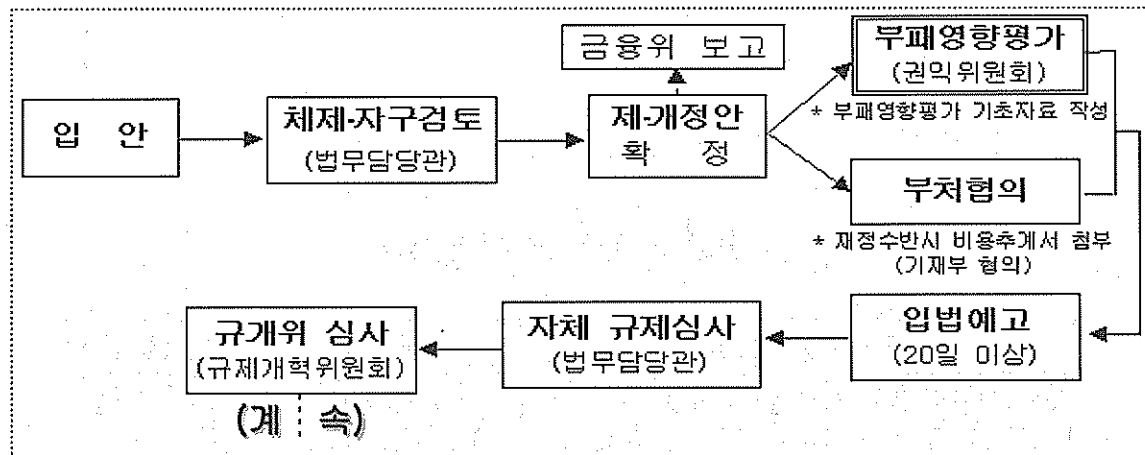 금융위 보고
부패영향평가
(권익위원회)
* 부패영향평가 기초자료 작성
입 안
체제·자구검토
(법무담당관)
제·개정안
확 정
부처협의
* 재정수반시 비용추계서 첨부
(기재부 협의)
규개위 심사
(규제개혁위원회)
자체 규제심사
(법무담당관)
입법예고
(20일 이상)
(계 속)